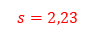 s = 2,23